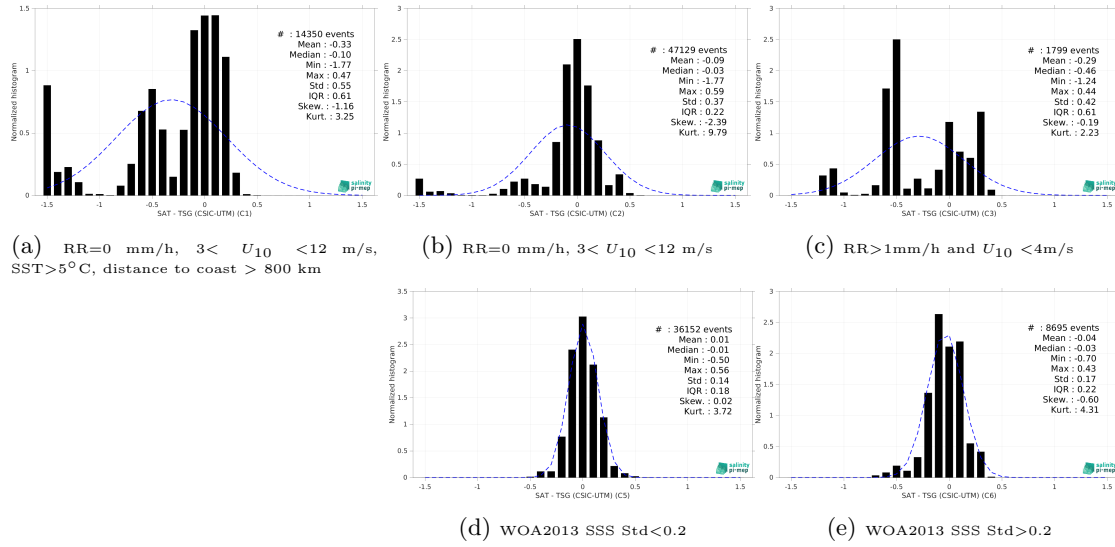 1.5
1
0.5
0
Normalized histogram
-1.5 -1 -0.5 0 0.5 1 1.5
SAT - TSG (CSIC-UTM) (C1)
# : 14350 events
Mean : -0.33
Median : -0.10
Min : -1.77
Max : 0.47
Std : 0.55
IQR : 0.61
Skew. : -1.16
Kurt. : 3.25
salinity
pi-mep
(a) RR=0 mm/h, 3< U10 <12 m/s,
SST>5°C, distance to coast > 800 km
3
2.5
2
1.5
1
0.5
0
Normalized histogram
-1.5 -1 -0.5 0 0.5 1 1.5
SAT - TSG (CSIC-UTM) (C2)
# : 47129 events
Mean : -0.09
Median : -0.03
Min : -1.77
Max : 0.59
Std : 0.37
IQR : 0.22
Skew. : -2.39
Kurt. : 9.79
salinity
pi-mep
(b) RR=0 mm/h, 3< U10 <12 m/s
3
2.5
2
1.5
1
0.5
0
Normalized histogram
-1.5 -1 -0.5 0 0.5 1 1.5
SAT - TSG (CSIC-UTM) (C3)
# : 1799 events
Mean : -0.29
Median : -0.46
Min : -1.24
Max : 0.44
Std : 0.42
IQR : 0.61
Skew. : -0.19
Kurt. : 2.23
salinity
pi-mep
(c) RR>1mm/h and U10 <4m/s
3.5
3
2.5
2
1.5
1
0.5
0
Normalized histogram
-1.5 -1 -0.5 0 0.5 1 1.5
SAT - TSG (CSIC-UTM) (C5)
# : 36152 events
Mean : 0.01
Median : -0.01
Min : -0.50
Max : 0.56
Std : 0.14
IQR : 0.18
Skew. : 0.02
Kurt. : 3.72
salinity
pi-mep
(d) WOA2013 SSS Std<0.2
3
2.5
2
1.5
1
0.5
0
Normalized histogram
-1.5 -1 -0.5 0 0.5 1 1.5
SAT - TSG (CSIC-UTM) (C6)
# : 8695 events
Mean : -0.04
Median : -0.03
Min : -0.70
Max : 0.43
Std : 0.17
IQR : 0.22
Skew. : -0.60
Kurt. : 4.31
salinity
pi-mep
(e) WOA2013 SSS Std>0.2